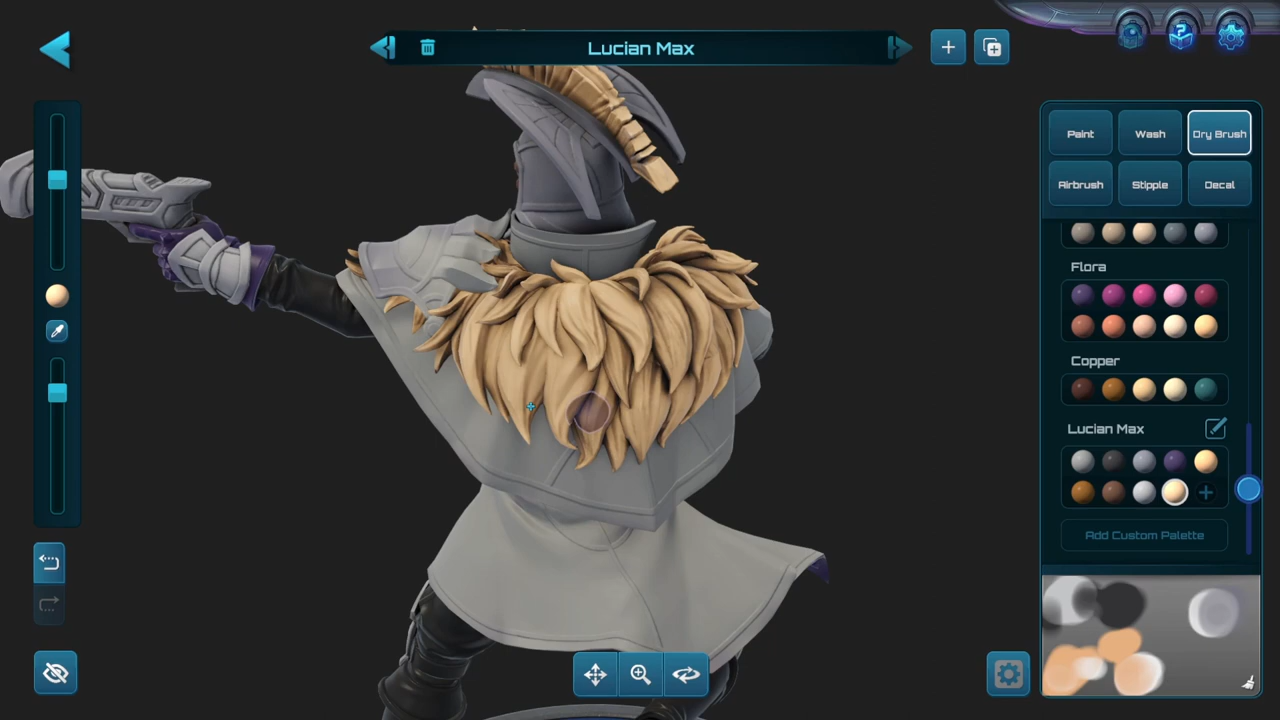 Lucian Max
Paint
Wash
Dry Brush
Airbrush
Stipple
Decal
Flora
Copper
Lucian Max
Add Custom Palette